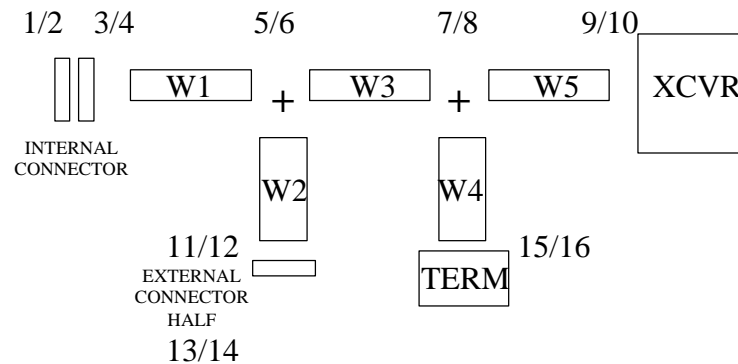 1/2 3/4 5/6 7/8 9/10
W1 W3 W5 XCVR
INTERNAL
CONNECTOR
W2 W4
11/12 15/16
EXTERNAL
CONNECTOR
HALF
TERM
13/14